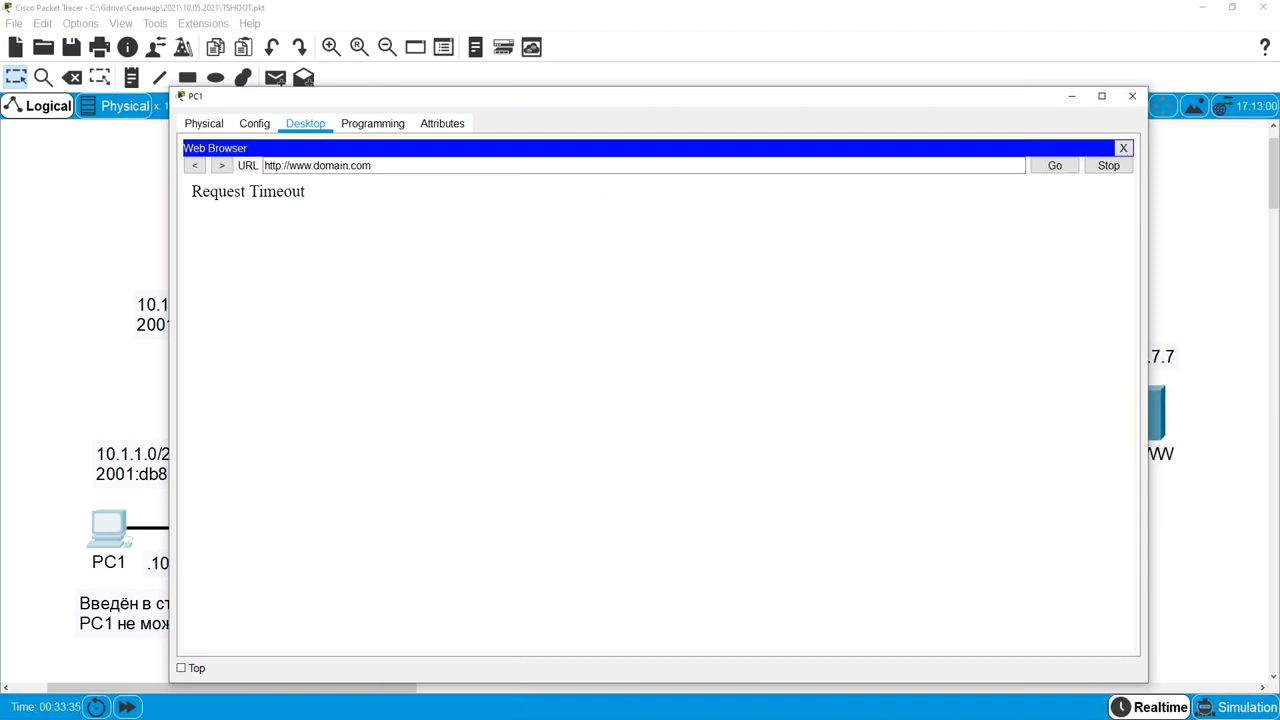 Cisco Packet Tracer - C:\Gdrive\Семинар\2021\10.05.2021\TSHOOT.pkt
File Edit Options View Tools Extensions Help
?
Logical Physical x: 1 17:13:00
PC1
Physical Config Desktop Programming Attributes
Web Browser X
< > URL http://www.domain.com Go Stop
Request Timeout
10.1
2001
.7.7
10.1.1.0/2
2001:db8
WW
PC1 .10
Введён в ст
PC1 не мож
Top
Time: 00:33:35 Realtime Simulation